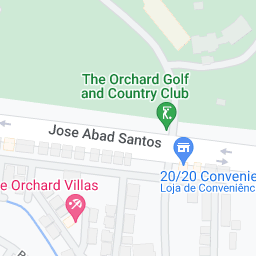 The Orchard Golf
and Country Club
Jose Abad Santos
20/20 Convenie
Loja de Conveniênc
e Orchard Villas